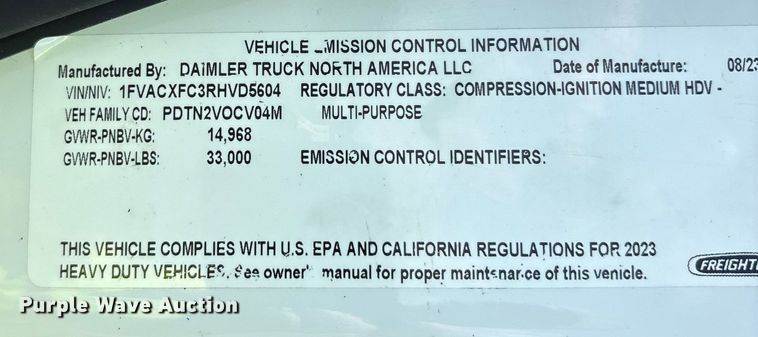 VEHICLE EMISSION CONTROL INFORMATION
Manufactured By: DAIMLER TRUCK NORTH AMERICA LLC Date of Manufacture: 08/23
VIN/NIV: 1FVACXFC3RHVD5604 REGULATORY CLASS: COMPRESSION-IGNITION MEDIUM HDV -
VEH FAMILY CD: PDTN2VOCV04M MULTI-PURPOSE
GVWR-PNBV-KG: 14,968
GVWR-PNBV-LBS: 33,000 EMISSION CONTROL IDENTIFIERS:
THIS VEHICLE COMPLIES WITH U.S. EPA AND CALIFORNIA REGULATIONS FOR 2023
HEAVY DUTY VEHICLES. See owner' manual for proper maintenance of this vehicle.
FREIGHTL
Purple Wave Auction